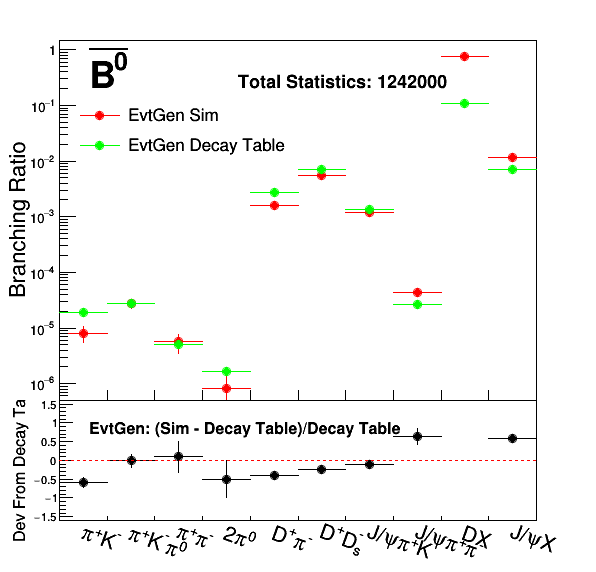 B⁰
Total Statistics: 1242000
EvtGen Sim
EvtGen Decay Table
Branching Ratio
1
10⁻¹
10⁻²
10⁻³
10⁻⁴
10⁻⁵
10⁻⁶
EvtGen: (Sim - Decay Table)/Decay Table
Dev From Decay Ta
1.5
1
0.5
0
−0.5
−1
−1.5
π⁺K⁻
π⁺K⁻π⁰
π⁺π⁻
2π⁰
D⁺π⁻
D⁺Dₛ⁻
J/ψπ⁺K⁻
J/ψπ⁺π⁻
DX
J/ψX